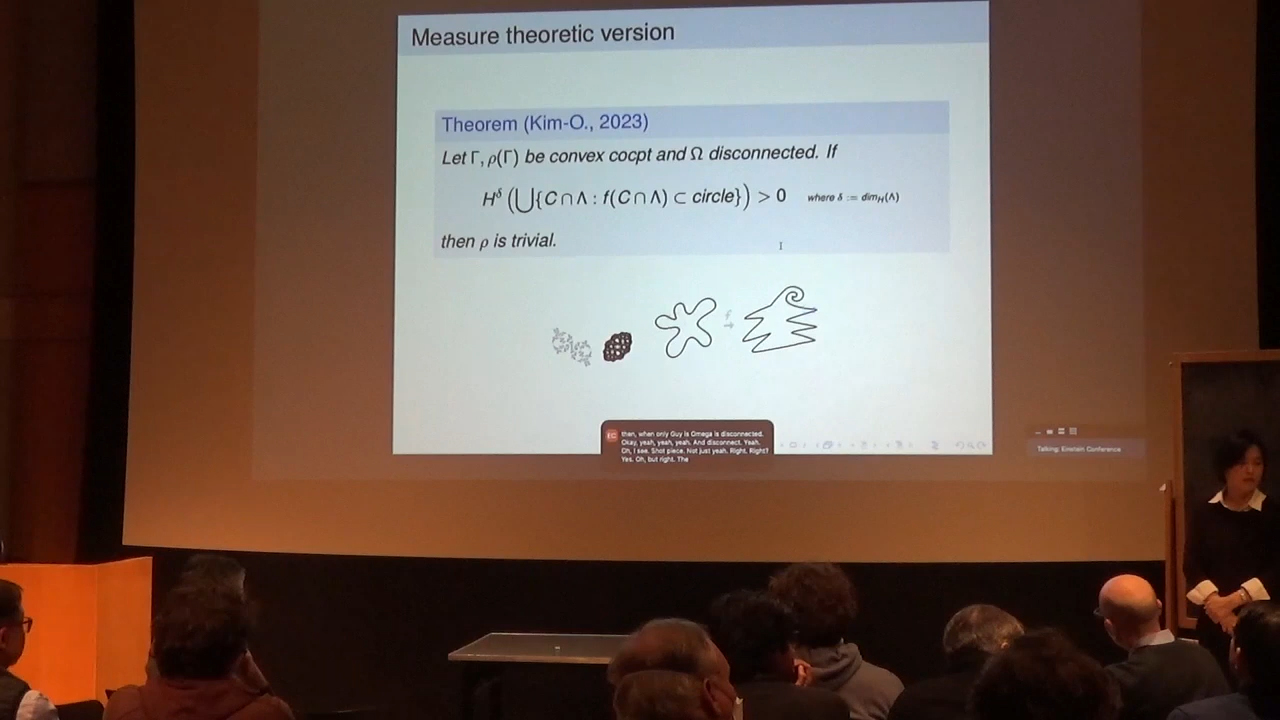 Measure theoretic version
Theorem (Kim-O., 2023)
Let Γ, ρ(Γ) be convex cocpt and Ω disconnected. If
H^δ (⋃{C ∩ Λ : f(C ∩ Λ) ⊂ circle}) > 0 where δ := dim_H(Λ)
then ρ is trivial.
f
→
EC
then, when only Guy is Omega is disconnected.
Okay, yeah, yeah, yeah. And disconnect. Yeah.
Oh, I see. Shot piece. Not just yeah. Right. Right?
Yes. Oh, but right. The
Talking: Einstein Conference